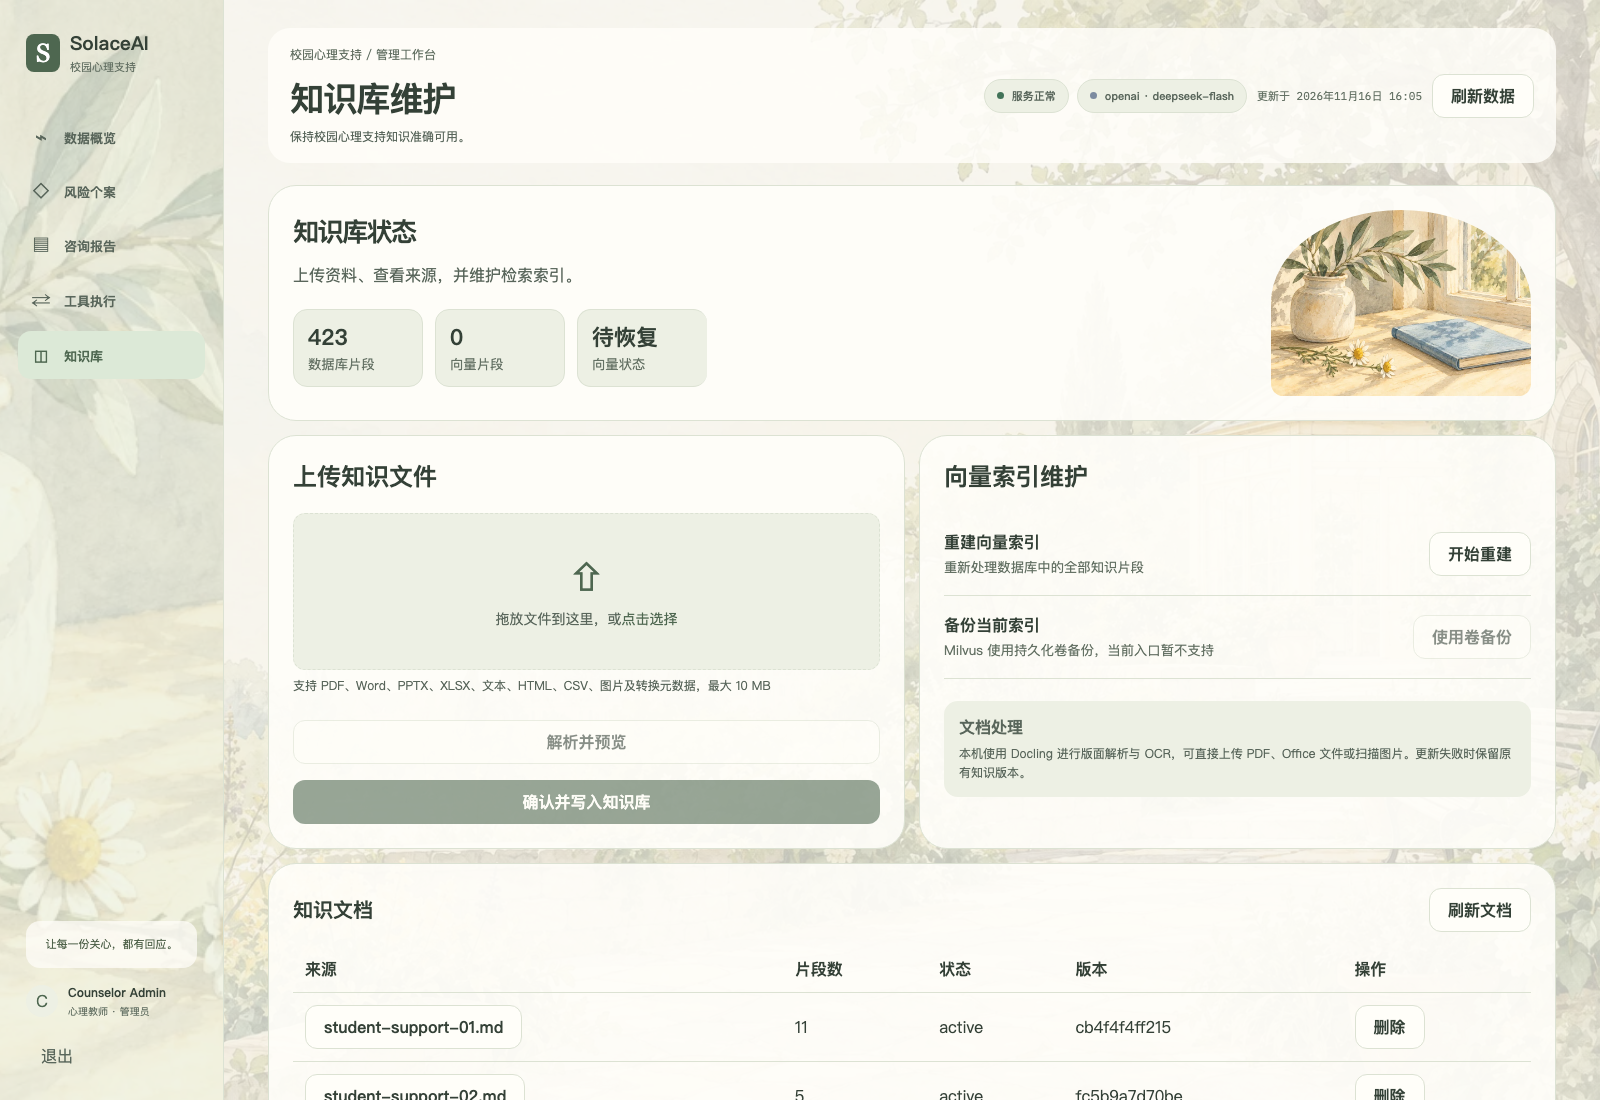 S
SolaceAI
校园心理支持
数据概览
风险个案
咨询报告
工具执行
知识库
让每一份关心，都有回应。
C
Counselor Admin
心理教师 · 管理员
退出
校园心理支持 / 管理工作台
知识库维护
保持校园心理支持知识准确可用。
服务正常
openai · deepseek-flash
更新于 2026年11月16日 16:05
刷新数据
知识库状态
上传资料、查看来源，并维护检索索引。
423
数据库片段
0
向量片段
待恢复
向量状态
上传知识文件
拖放文件到这里，或点击选择
支持 PDF、Word、PPTX、XLSX、文本、HTML、CSV、图片及转换元数据，最大 10 MB
解析并预览
确认并写入知识库
向量索引维护
重建向量索引
重新处理数据库中的全部知识片段
开始重建
备份当前索引
Milvus 使用持久化卷备份，当前入口暂不支持
使用卷备份
文档处理
本机使用 Docling 进行版面解析与 OCR，可直接上传 PDF、Office 文件或扫描图片。更新失败时保留原
有知识版本。
知识文档
刷新文档
来源 片段数 状态 版本 操作
student-support-01.md 11 active cb4f4f4ff215 删除
student-support-02.md 5 active fc5b9a7d70be 删除